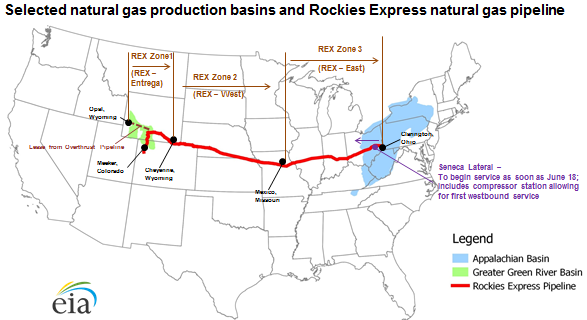 Selected natural gas production basins and Rockies Express natural gas pipeline
REX Zone1
(REX –
Entrega)
REX Zone 2
(REX – West)
REX Zone 3
(REX – East)
Opal,
Wyoming
Lease from Overthrust Pipeline
Meeker,
Colorado
Cheyenne,
Wyoming
Mexico,
Missouri
Clarington,
Ohio
Seneca Lateral –
To begin service as soon as June 18;
Includes compressor station allowing
for first westbound service
Legend
Appalachian Basin
Greater Green River Basin
Rockies Express Pipeline
eia